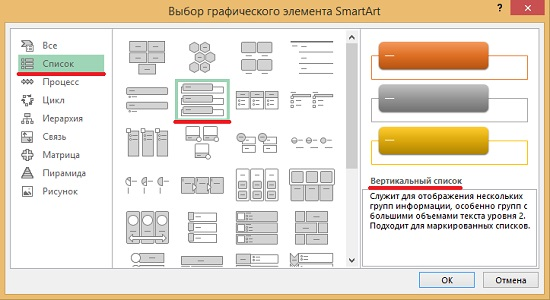 Выбор графического элемента SmartArt
?
Все
Список
Процесс
Цикл
Иерархия
Связь
Матрица
Пирамида
Рисунок
Вертикальный список
Служит для отображения нескольких
групп информации, особенно групп с
большими объемами текста уровня 2.
Подходит для маркированных списков.
ОК
Отмена